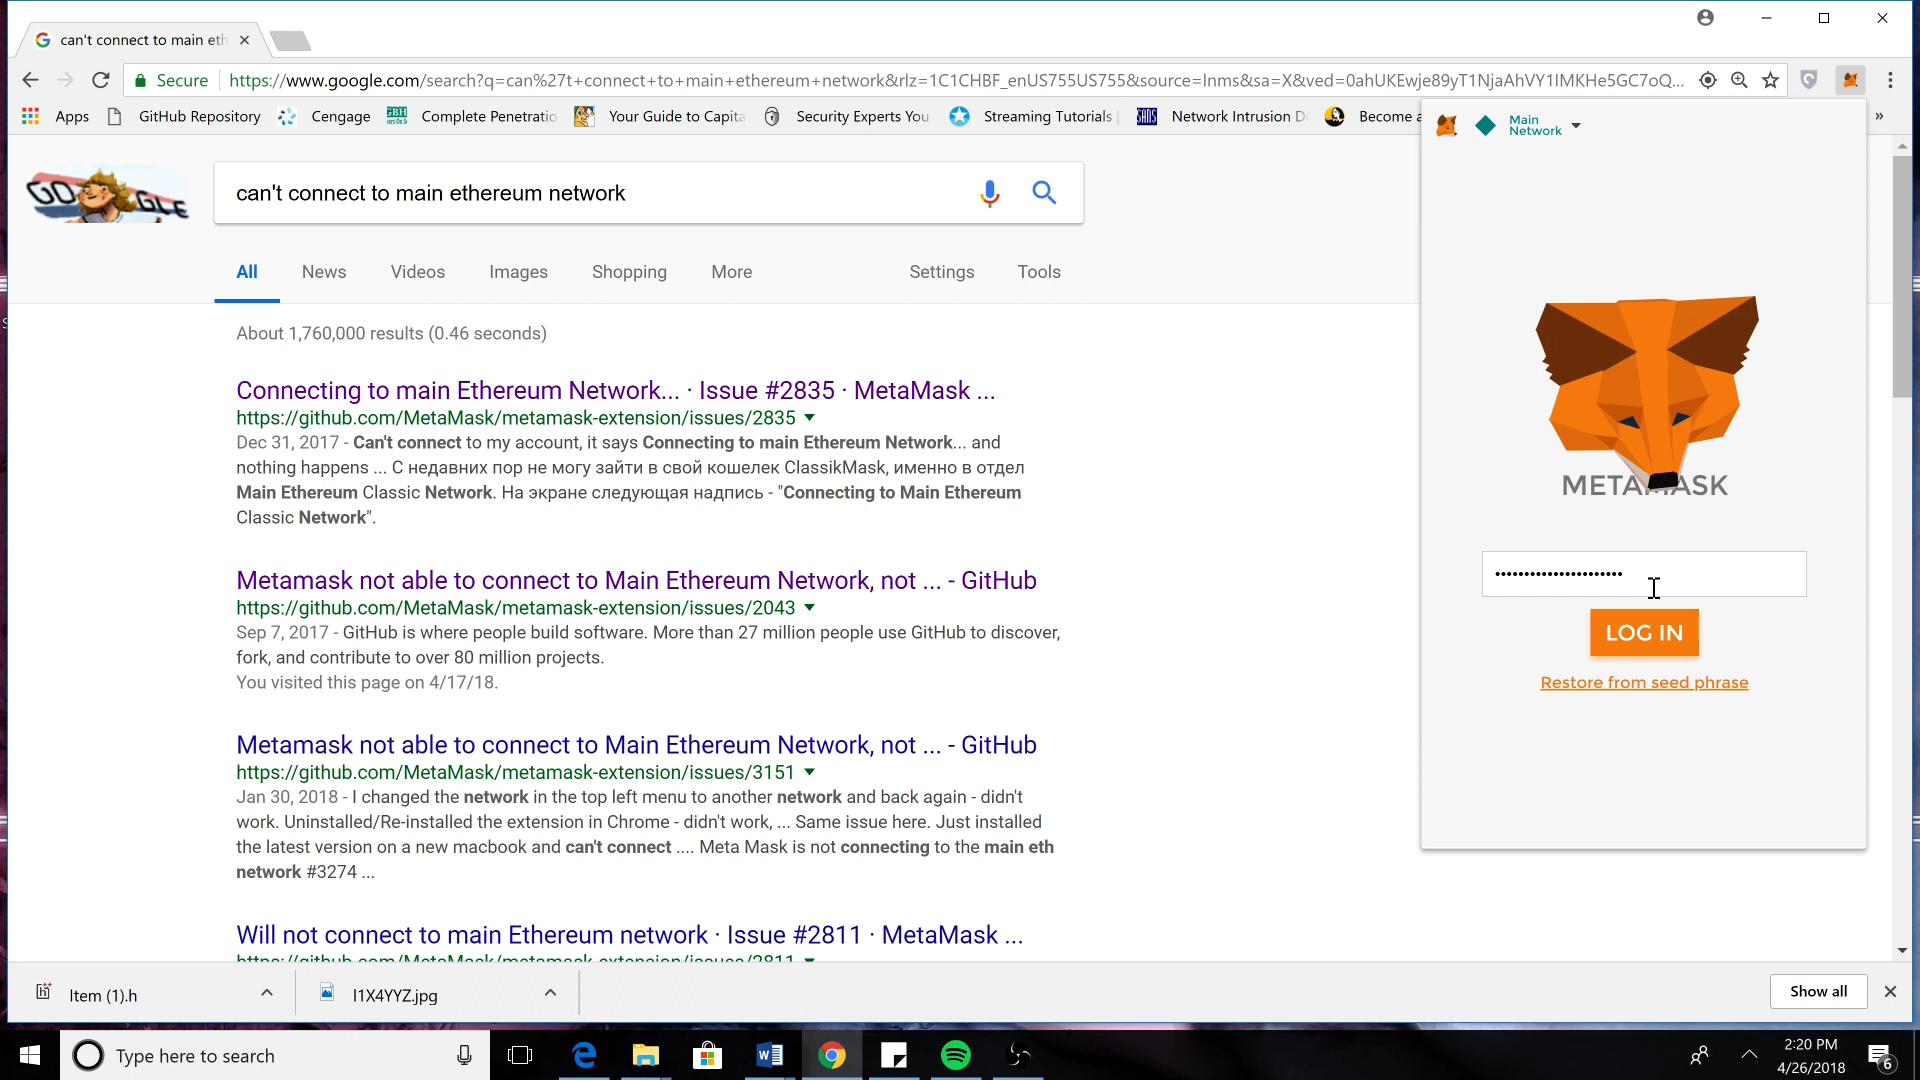 can't connect to main eth
Secure
https://www.google.com/search?q=can%27t+connect+to+main+ethereum+network&rlz=1C1CHBF_enUS755US755&source=lnms&sa=X&ved=0ahUKEwje89yT1NjaAhVY1IMKHe5GC7oQ...
Apps
GitHub Repository
Cengage
Complete Penetratio
Your Guide to Capita
Security Experts You
Streaming Tutorials
SANS
Network Intrusion D
Become a
»
Main
Network
can't connect to main ethereum network
All
News
Videos
Images
Shopping
More
Settings
Tools
About 1,760,000 results (0.46 seconds)
Connecting to main Ethereum Network... · Issue #2835 · MetaMask ...
https://github.com/MetaMask/metamask-extension/issues/2835
Dec 31, 2017 - Can't connect to my account, it says Connecting to main Ethereum Network... and
nothing happens ... С недавних пор не могу зайти в свой кошелек ClassikMask, именно в отдел
Main Ethereum Classic Network. На экране следующая надпись - "Connecting to Main Ethereum
Classic Network".
Metamask not able to connect to Main Ethereum Network, not ... - GitHub
https://github.com/MetaMask/metamask-extension/issues/2043
Sep 7, 2017 - GitHub is where people build software. More than 27 million people use GitHub to discover,
fork, and contribute to over 80 million projects.
You visited this page on 4/17/18.
Metamask not able to connect to Main Ethereum Network, not ... - GitHub
https://github.com/MetaMask/metamask-extension/issues/3151
Jan 30, 2018 - I changed the network in the top left menu to another network and back again - didn't
work. Uninstalled/Re-installed the extension in Chrome - didn't work, ... Same issue here. Just installed
the latest version on a new macbook and can't connect .... Meta Mask is not connecting to the main eth
network #3274 ...
Will not connect to main Ethereum network · Issue #2811 · MetaMask ...
https://github.com/MetaMask/metamask-extension/issues/2811
METAMASK
LOG IN
Restore from seed phrase
Item (1).h
I1X4YYZ.jpg
Show all
Type here to search
2:20 PM
4/26/2018
6